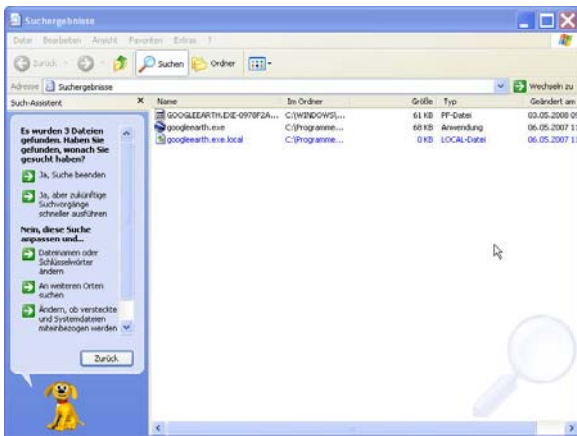 Suchergebnisse
Datei Bearbeiten Ansicht Favoriten Extras ?
Zurück Suchen Ordner
Adresse Suchergebnisse Wechseln zu
Such-Assistent
Es wurden 3 Dateien
gefunden. Haben Sie
gefunden, wonach Sie
gesucht haben?
Ja, Suche beenden
Ja, aber zukünftige
Suchvorgänge
schneller ausführen
Nein, diese Suche
anpassen und...
Dateinamen oder
Schlüsselwörter
ändern
An weiteren Orten
suchen
Ändern, ob versteckte
und Systemdateien
miteinbezogen werden
Zurück
Name Im Ordner Größe Typ Geändert am
GOOGLEEARTH.EXE-0978F2A... C:\WINDOWS\... 61 KB PF-Datei 03.05.2008
googleearth.exe C:\Programme... 68 KB Anwendung 06.05.2007
googleearth.exe.local C:\Programme... 0 KB LOCAL-Datei 06.05.2007